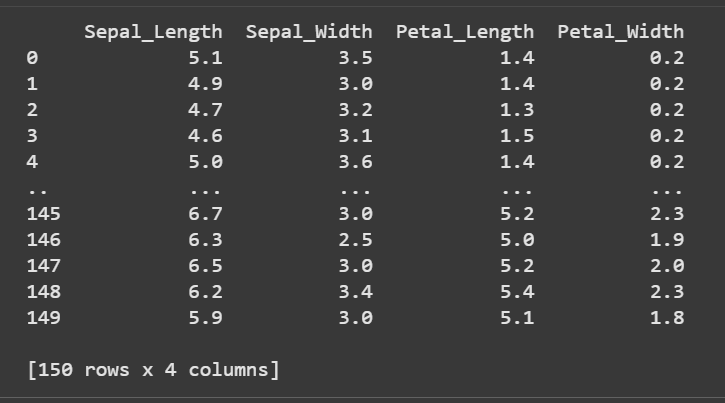 Sepal_Length Sepal_Width Petal_Length Petal_Width
0 5.1 3.5 1.4 0.2
1 4.9 3.0 1.4 0.2
2 4.7 3.2 1.3 0.2
3 4.6 3.1 1.5 0.2
4 5.0 3.6 1.4 0.2
.. ... ... ... ...
145 6.7 3.0 5.2 2.3
146 6.3 2.5 5.0 1.9
147 6.5 3.0 5.2 2.0
148 6.2 3.4 5.4 2.3
149 5.9 3.0 5.1 1.8
[150 rows x 4 columns]